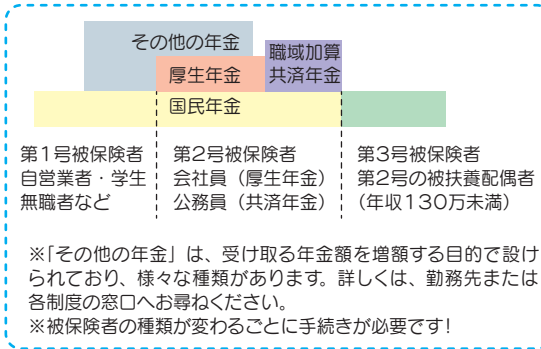 その他の年金
職域加算
厚生年金
共済年金
国民年金
第1号被保険者
自営業者・学生
無職者など
第2号被保険者
会社員（厚生年金）
公務員（共済年金）
第3号被保険者
第2号の被扶養配偶者
（年収130万未満）
※「その他の年金」は、受け取る年金額を増額する目的で設け
られており、様々な種類があります。詳しくは、勤務先または
各制度の窓口へお尋ねください。
※被保険者の種類が変わるごとに手続きが必要です!